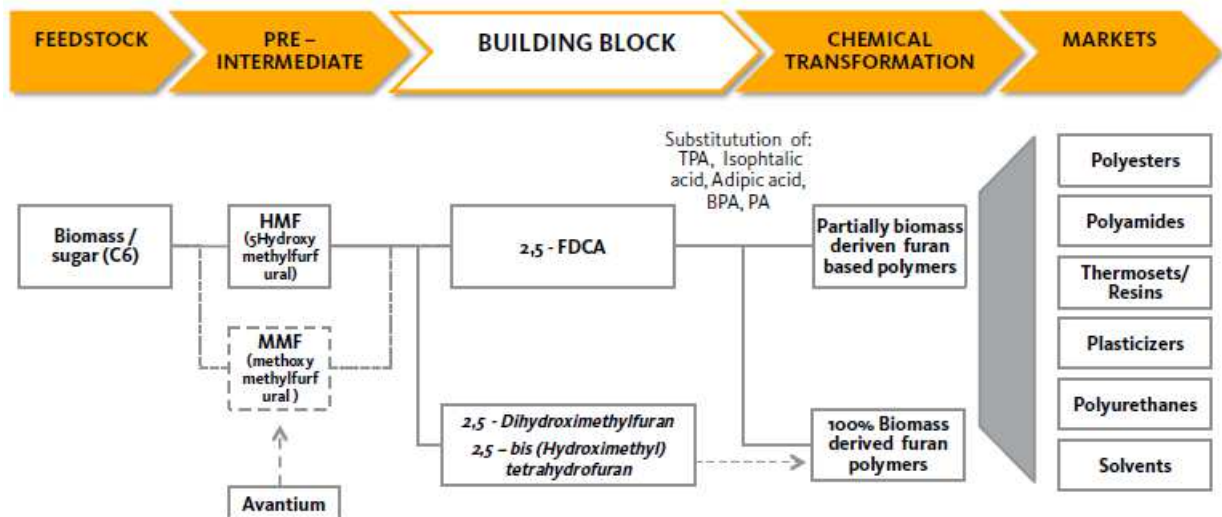 FEEDSTOCK
PRE –
INTERMEDIATE
BUILDING BLOCK
CHEMICAL
TRANSFORMATION
MARKETS
Substitutution of:
TPA, Isophtalic
acid, Adipic acid,
BPA, PA
Biomass /
sugar (C6)
HMF
(5Hydroxy
methylfurf
ural)
MMF
(methoxy
methylfurf
ural )
Avantium
2,5 - FDCA
2,5 - Dihydroximethylfuran
2,5 – bis (Hydroximethyl)
tetrahydrofuran
Partially biomass
derived furan
based polymers
100% Biomass
derived furan
polymers
Polyesters
Polyamides
Thermosets/
Resins
Plasticizers
Polyurethanes
Solvents